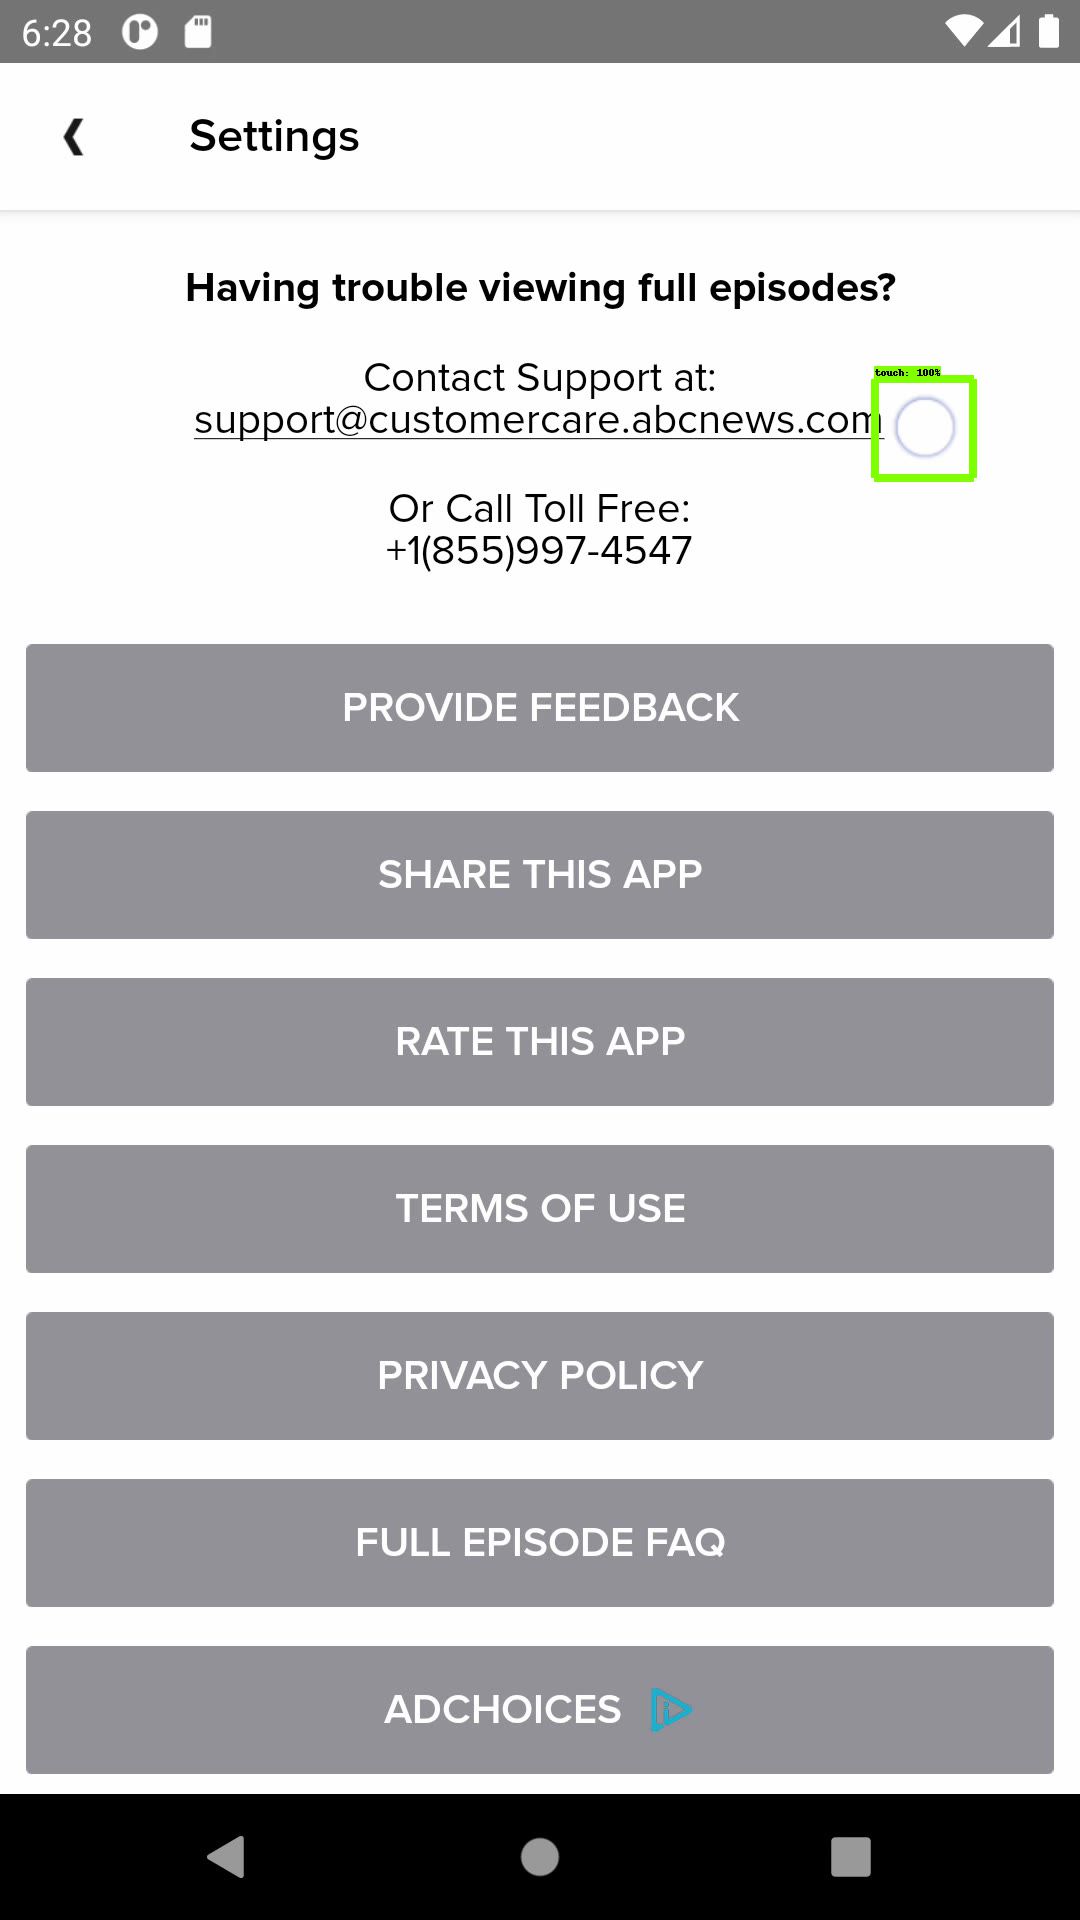 6:28
Settings
Having trouble viewing full episodes?
Contact Support at:
touch: 100%
support@customercare.abcnews.com
Or Call Toll Free:
+1(855)997-4547
PROVIDE FEEDBACK
SHARE THIS APP
RATE THIS APP
TERMS OF USE
PRIVACY POLICY
FULL EPISODE FAQ
ADCHOICES